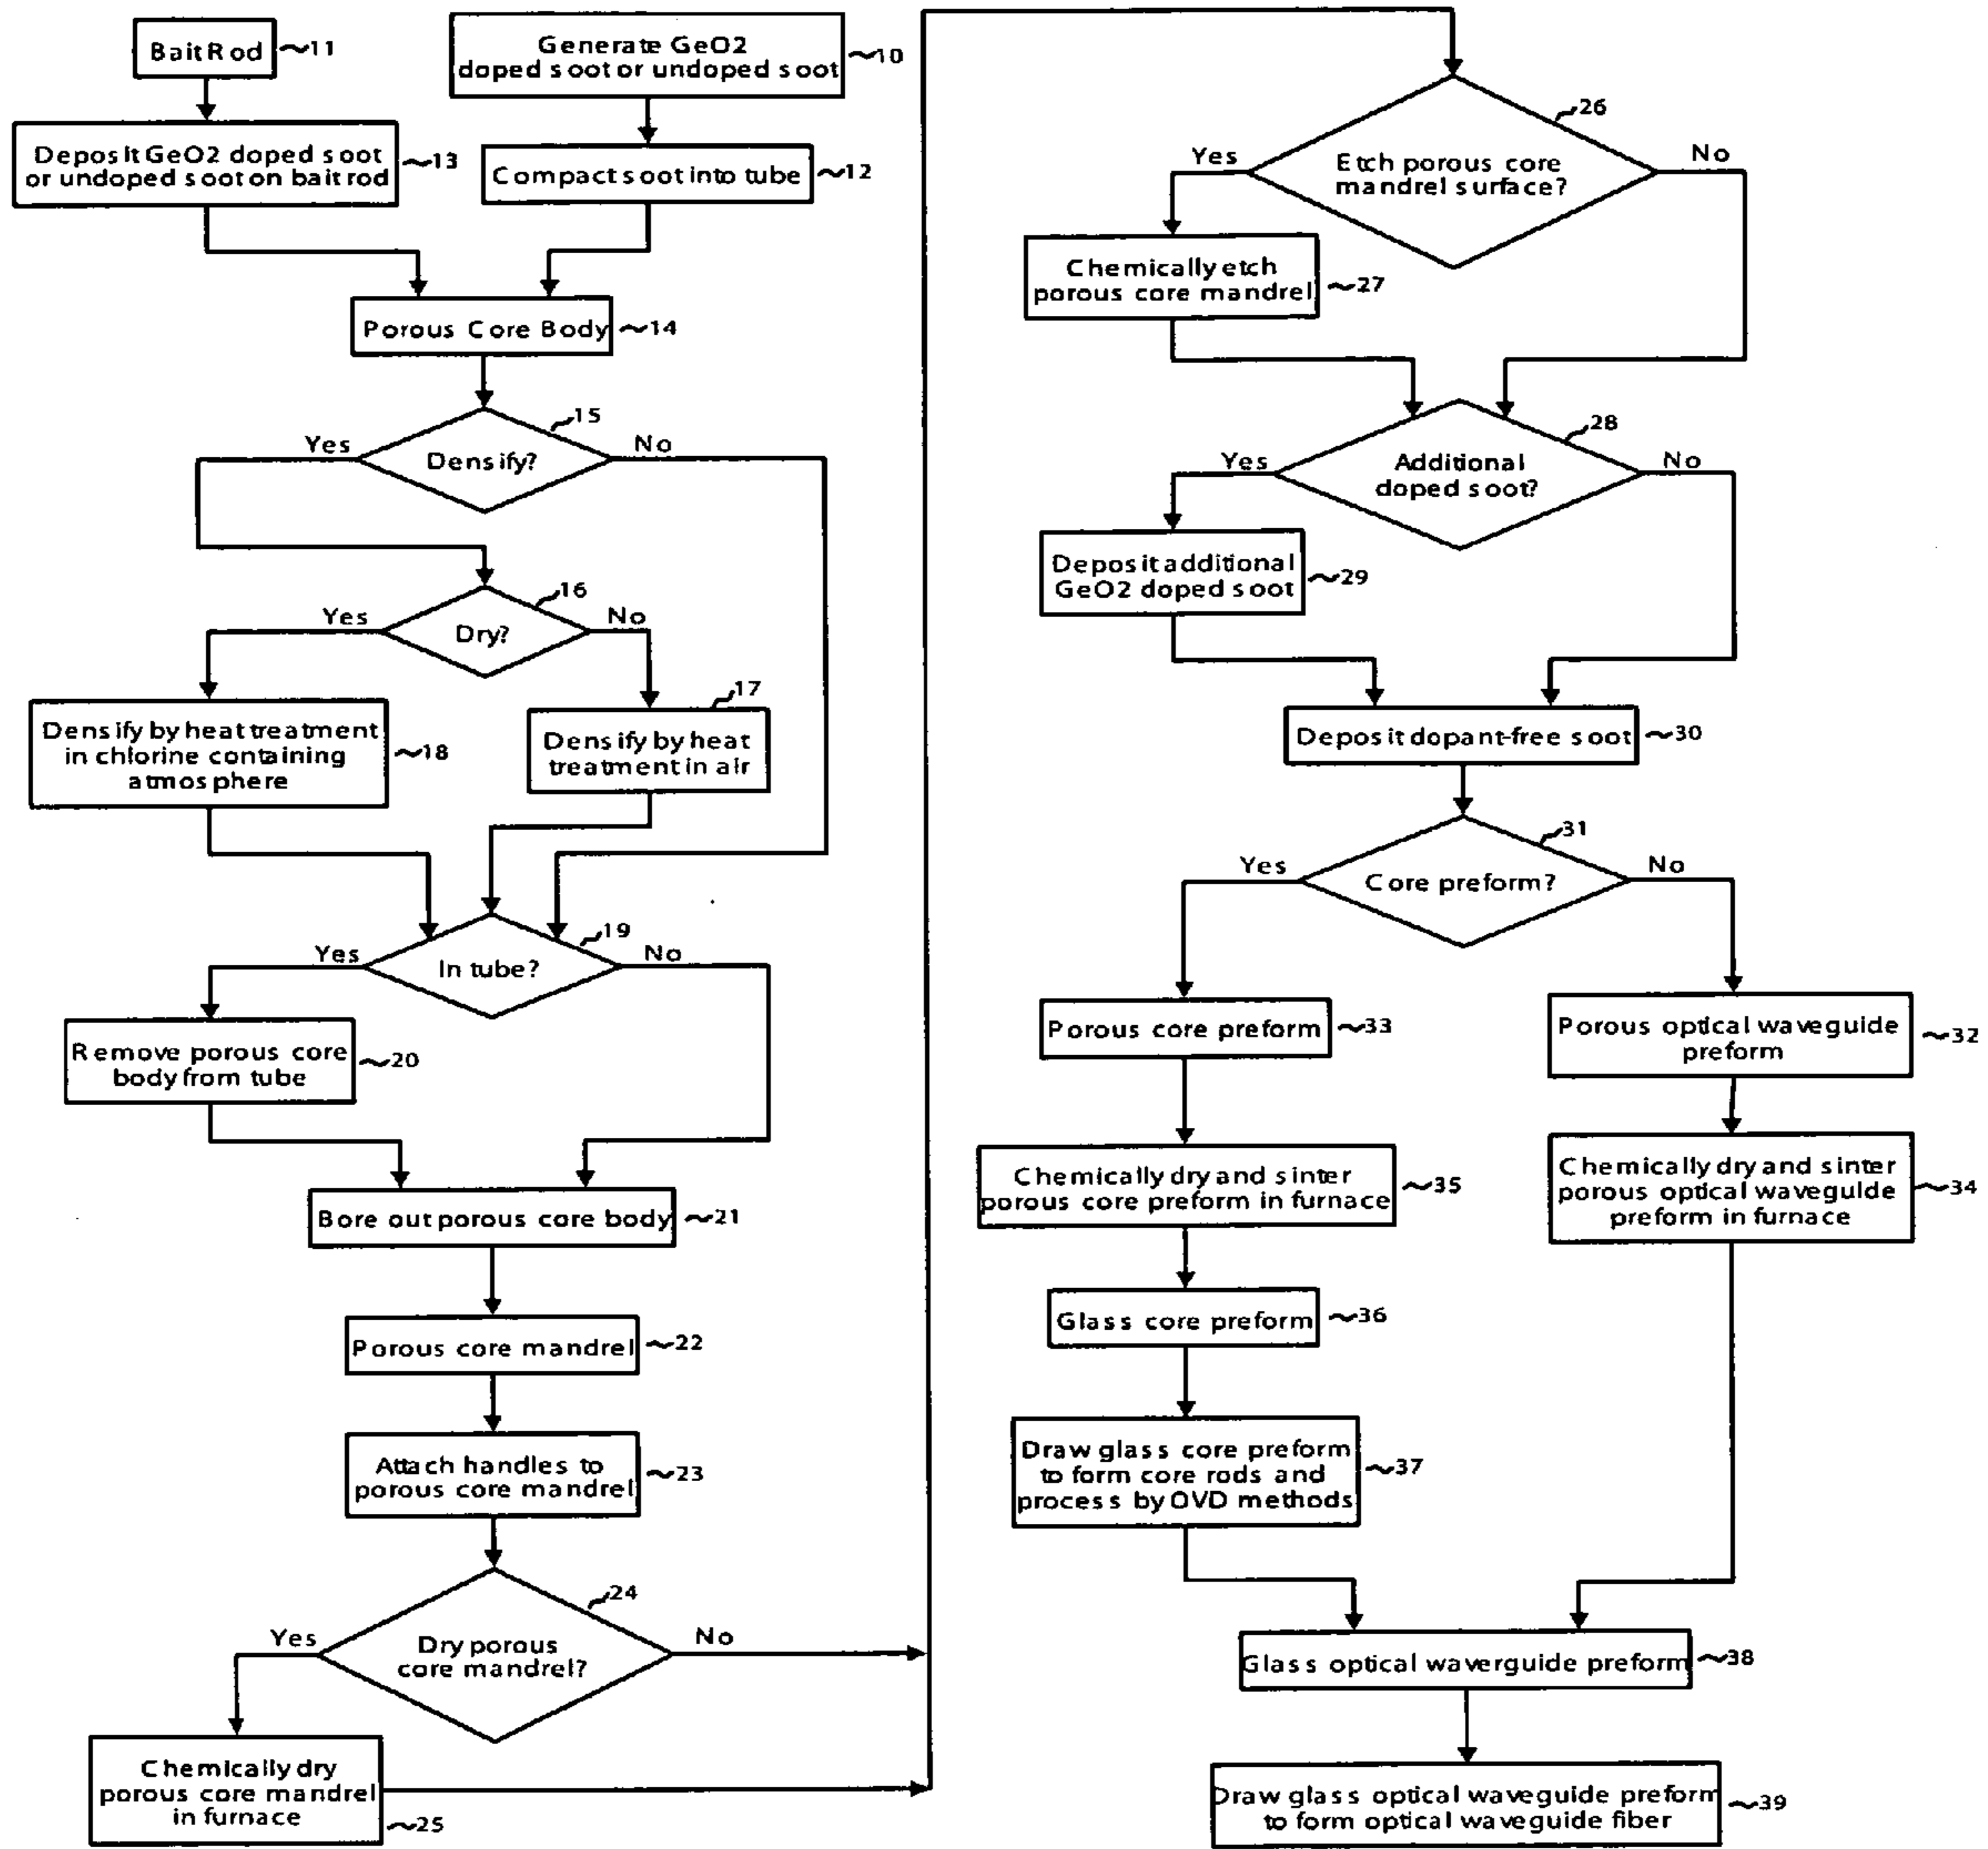 Bait Rod
11
Generate GeO2
doped soot or undoped soot
10
Deposit GeO2 doped soot
or undoped soot on bait rod
13
Compact soot into tube
12
Porous Core Body
14
15
Yes
Densify?
No
16
Yes
Dry?
No
17
Densify by heat treatment
in chlorine containing
atmosphere
18
Densify by heat
treatment in air
19
Yes
In tube?
No
Remove porous core
body from tube
20
Bore out porous core body
21
Porous core mandrel
22
Attach handles to
porous core mandrel
23
24
Yes
Dry porous
core mandrel?
No
Chemically dry
porous core mandrel
in furnace
25
26
Yes
Etch porous core
mandrel surface?
No
Chemically etch
porous core mandrel
27
28
Yes
Additional
doped soot?
No
Deposit additional
GeO2 doped soot
29
Deposit dopant-free soot
30
31
Yes
Core preform?
No
Porous core preform
33
Porous optical waveguide
preform
32
Chemically dry and sinter
porous core preform in furnace
35
Chemically dry and sinter
porous optical waveguide
preform in furnace
34
Glass core preform
36
Draw glass core preform
to form core rods and
process by OVD methods
37
Glass optical waverguide preform
38
Draw glass optical waveguide preform
to form optical waveguide fiber
39